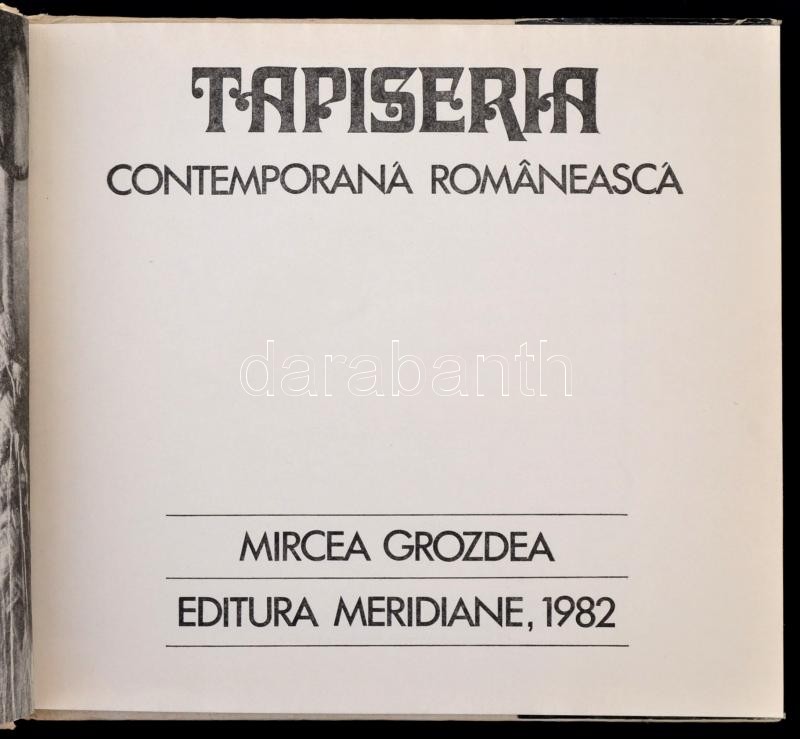 TAPISERIA
CONTEMPORANĂ ROMÂNEASCĂ
darabanth
MIRCEA GROZDEA
EDITURA MERIDIANE, 1982